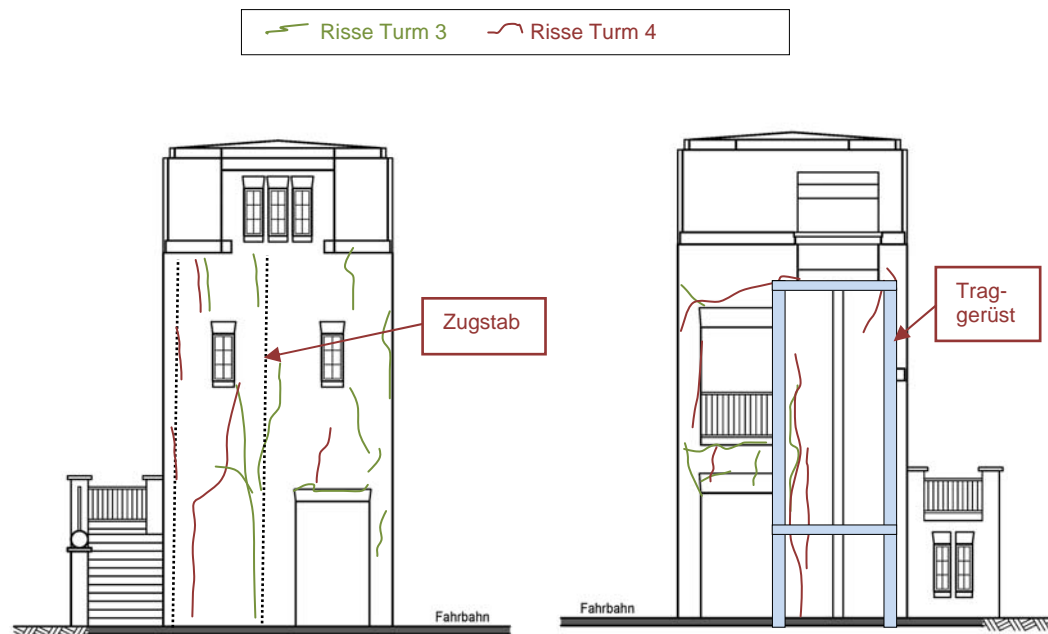 Risse Turm 3
Risse Turm 4
Zugstab
Trag-
gerüst
Fahrbahn
Fahrbahn